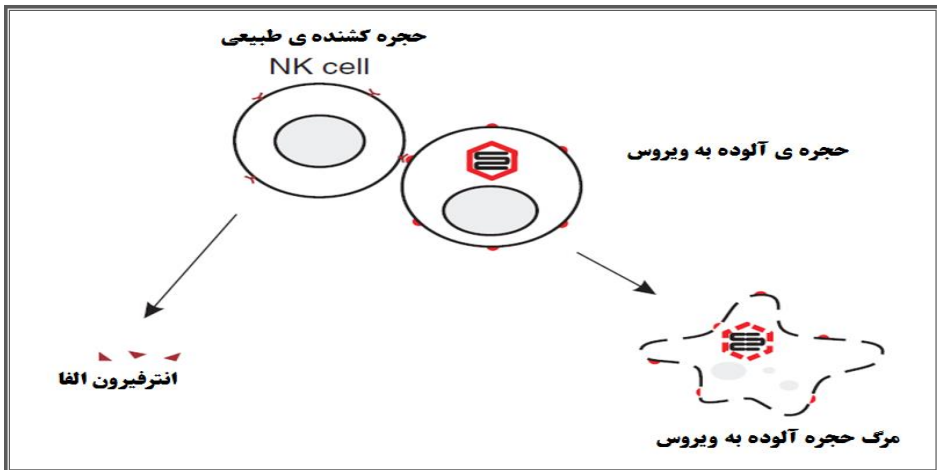 حجره کشنده ی طبیعی
NK cell
حجره ی آلوده به ویروس
انترفیرون الفا
مرگ حجره آلوده به ویروس